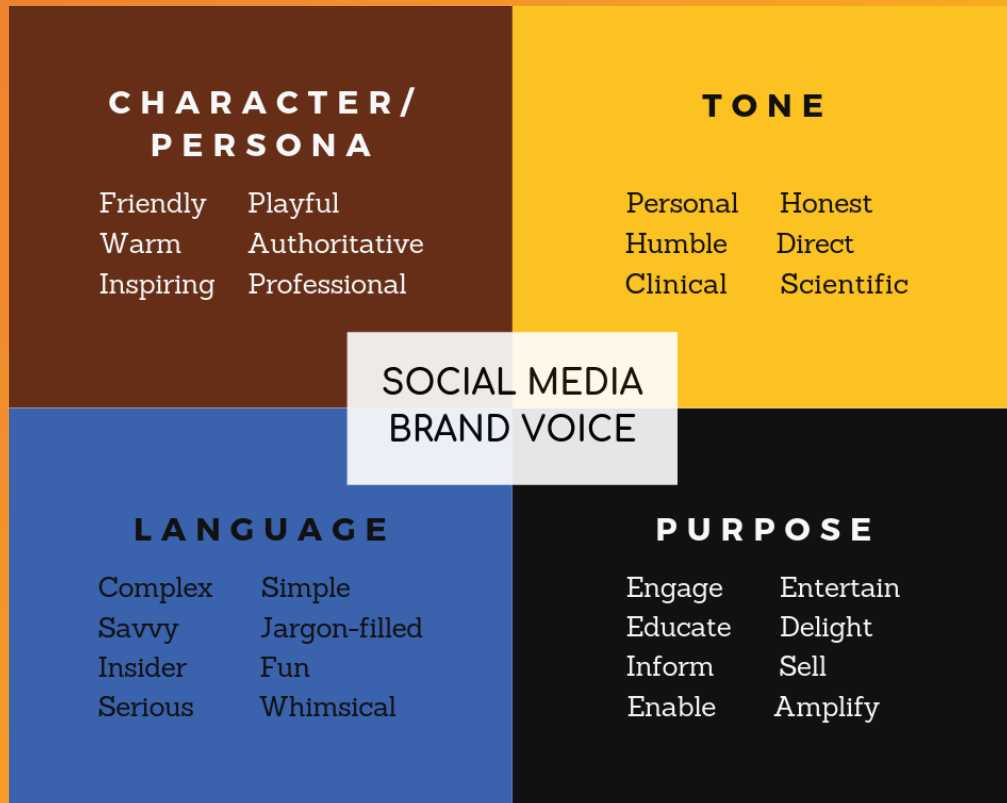 CHARACTER/
PERSONA
Friendly Playful
Warm Authoritative
Inspiring Professional
TONE
Personal Honest
Humble Direct
Clinical Scientific
SOCIAL MEDIA
BRAND VOICE
LANGUAGE
Complex Simple
Savvy Jargon-filled
Insider Fun
Serious Whimsical
PURPOSE
Engage Entertain
Educate Delight
Inform Sell
Enable Amplify